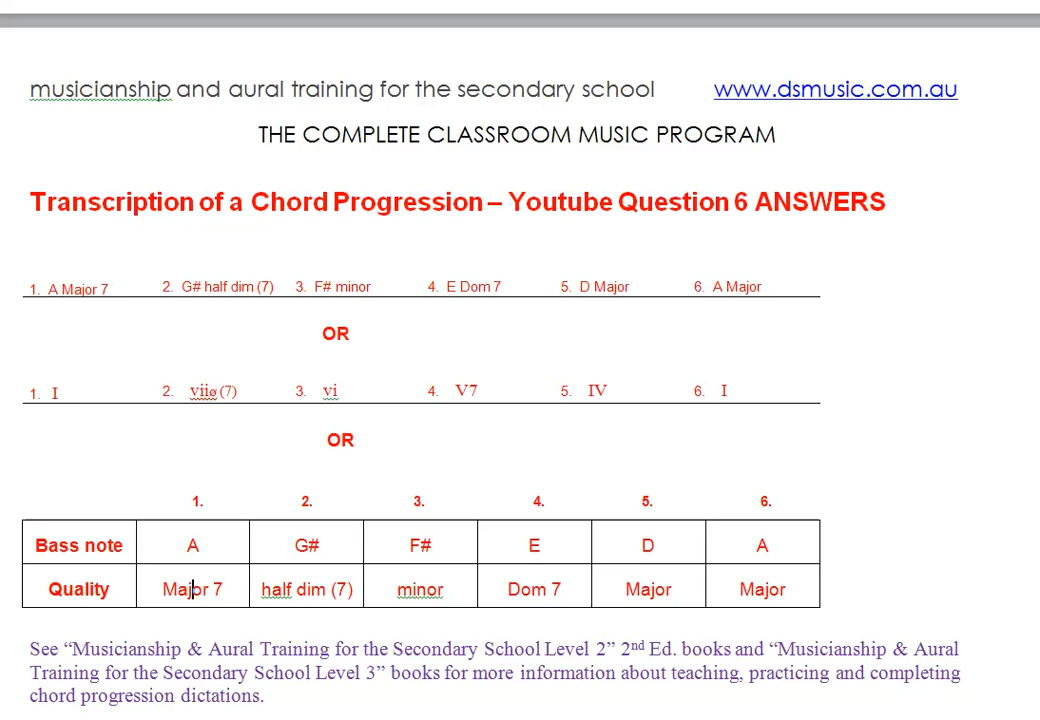 musicianship and aural training for the secondary school www.dsmusic.com.au
THE COMPLETE CLASSROOM MUSIC PROGRAM
Transcription of a Chord Progression – Youtube Question 6 ANSWERS
1. A Major 7 2. G# half dim (7) 3. F# minor 4. E Dom 7 5. D Major 6. A Major
OR
1. I 2. viiø (7) 3. vi 4. V7 5. IV 6. I
OR
1. 2. 3. 4. 5. 6.
Bass note A G# F# E D A
Quality Major 7 half dim (7) minor Dom 7 Major Major
See “Musicianship & Aural Training for the Secondary School Level 2” 2nd Ed. books and “Musicianship & Aural
Training for the Secondary School Level 3” books for more information about teaching, practicing and completing
chord progression dictations.